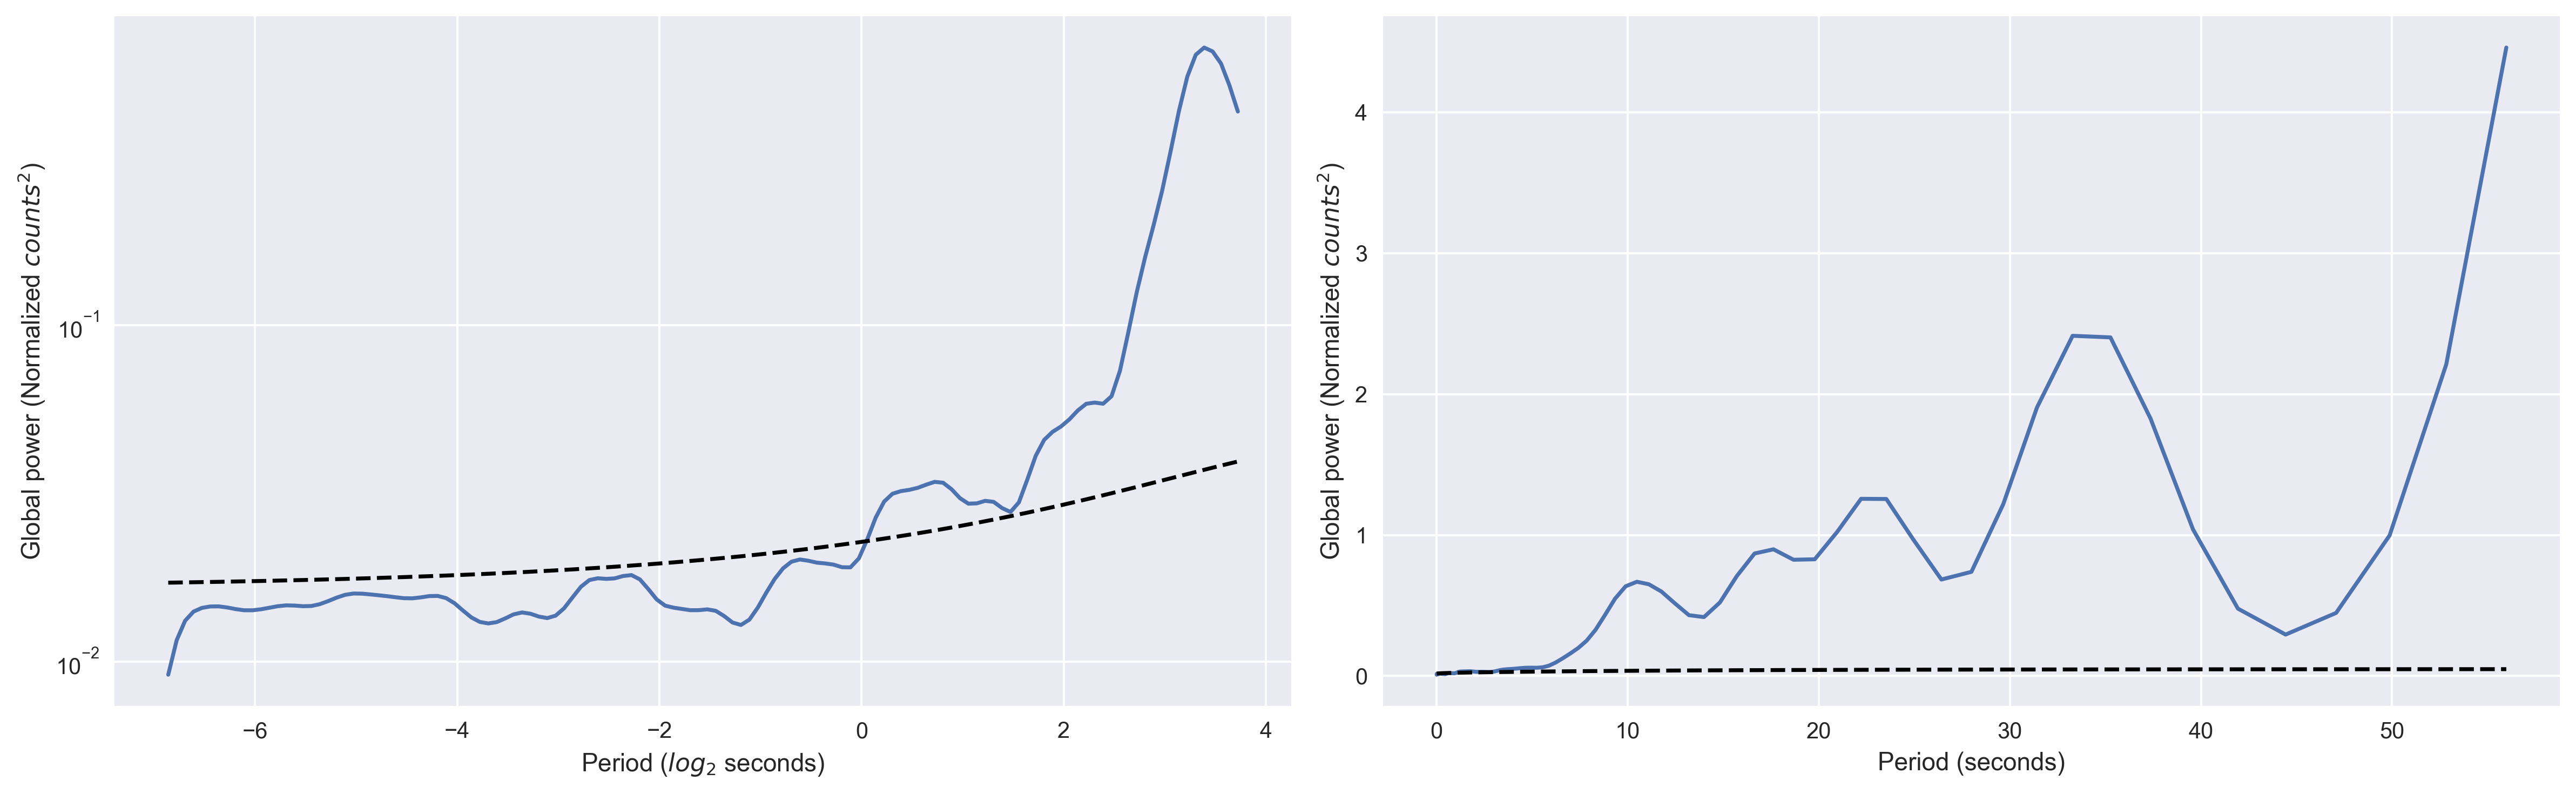 Global power (Normalized counts²)
10⁻¹
10⁻²
−6 −4 −2 0 2 4
Period (log₂ seconds)
Global power (Normalized counts²)
4
3
2
1
0
0 10 20 30 40 50
Period (seconds)